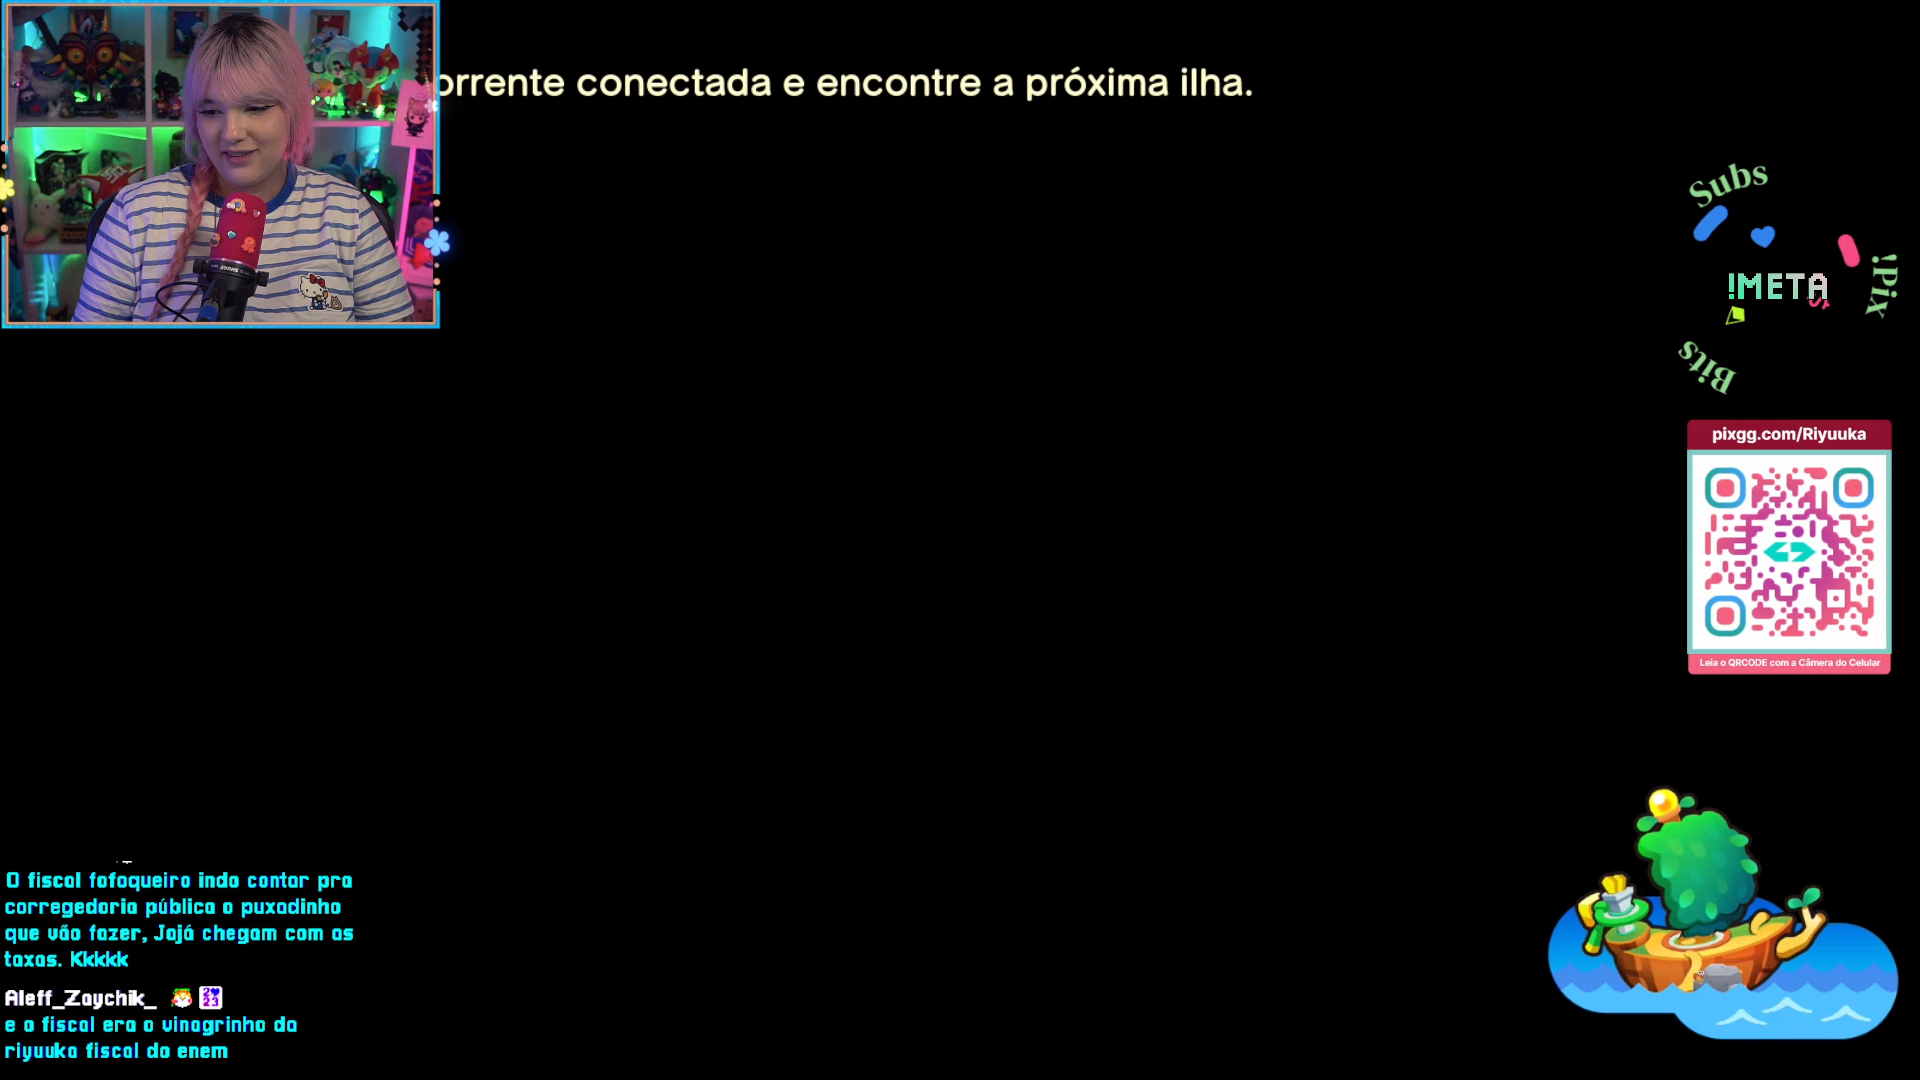 orrente conectada e encontre a próxima ilha.
Subs
!META
!Pix
Bits
pixgg.com/Riyuuka
Leia o QRCODE com a Câmera do Celular
O fiscal fofoqueiro indo contar pra
corregedoria pública o puxadinho
que vão fazer, Jajá chegam com as
taxas. Kkkkk
Aleff_Zaychik_
e o fiscal era o vinagrinho da
riyuuka fiscal do enem